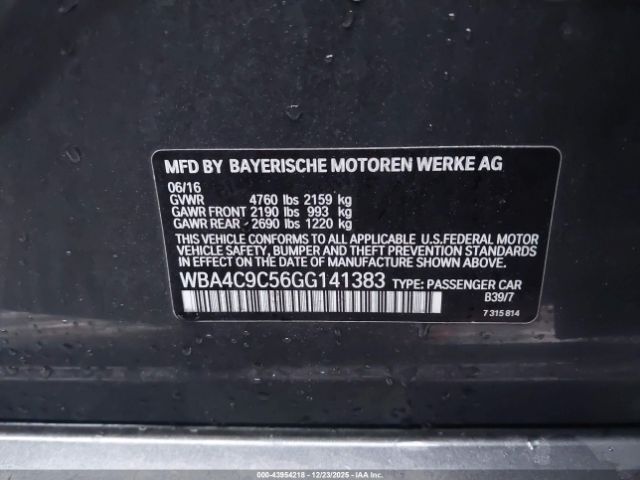 MFD BY BAYERISCHE MOTOREN WERKE AG
06/16
GVWR 4760 lbs 2159 kg
GAWR FRONT 2190 lbs 993 kg
GAWR REAR 2690 lbs 1220 kg
THIS VEHICLE CONFORMS TO ALL APPLICABLE U.S.FEDERAL MOTOR
VEHICLE SAFETY, BUMPER AND THEFT PREVENTION STANDARDS
IN EFFECT ON THE DATE OF MANUFACTURE SHOWN ABOVE.
WBA4C9C56GG141383 TYPE: PASSENGER CAR
B39/7
7 315 814
000-43954218 - 12/23/2025 - IAAI.COM